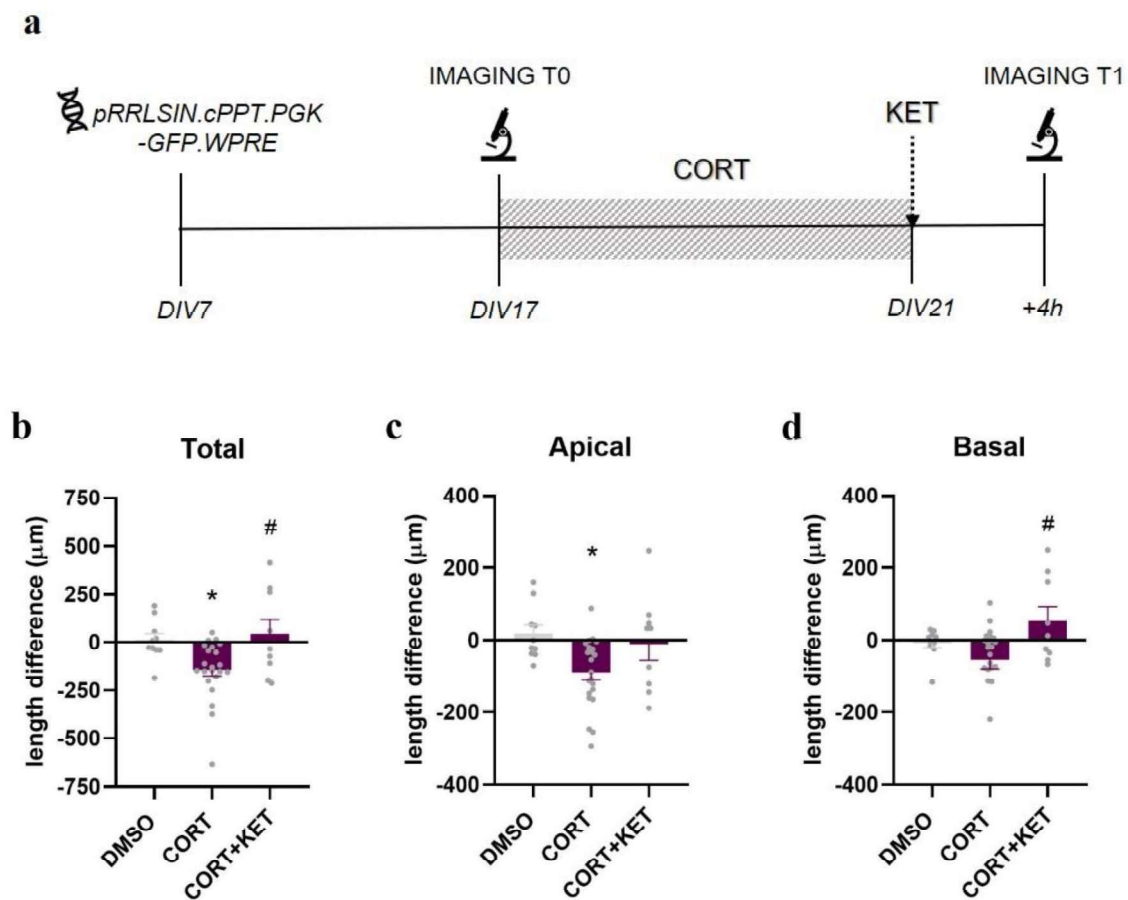 a
IMAGING T0
IMAGING T1
pRRLSIN.cPPT.PGK
-GFP.WPRE
KET
CORT
DIV7
DIV17
DIV21
+4h
b
Total
length difference (μm)
750
500
250
0
-250
-500
-750
*
#
DMSO
CORT
CORT+KET
c
Apical
length difference (μm)
400
200
0
-200
-400
*
DMSO
CORT
CORT+KET
d
Basal
length difference (μm)
400
200
0
-200
-400
#
DMSO
CORT
CORT+KET